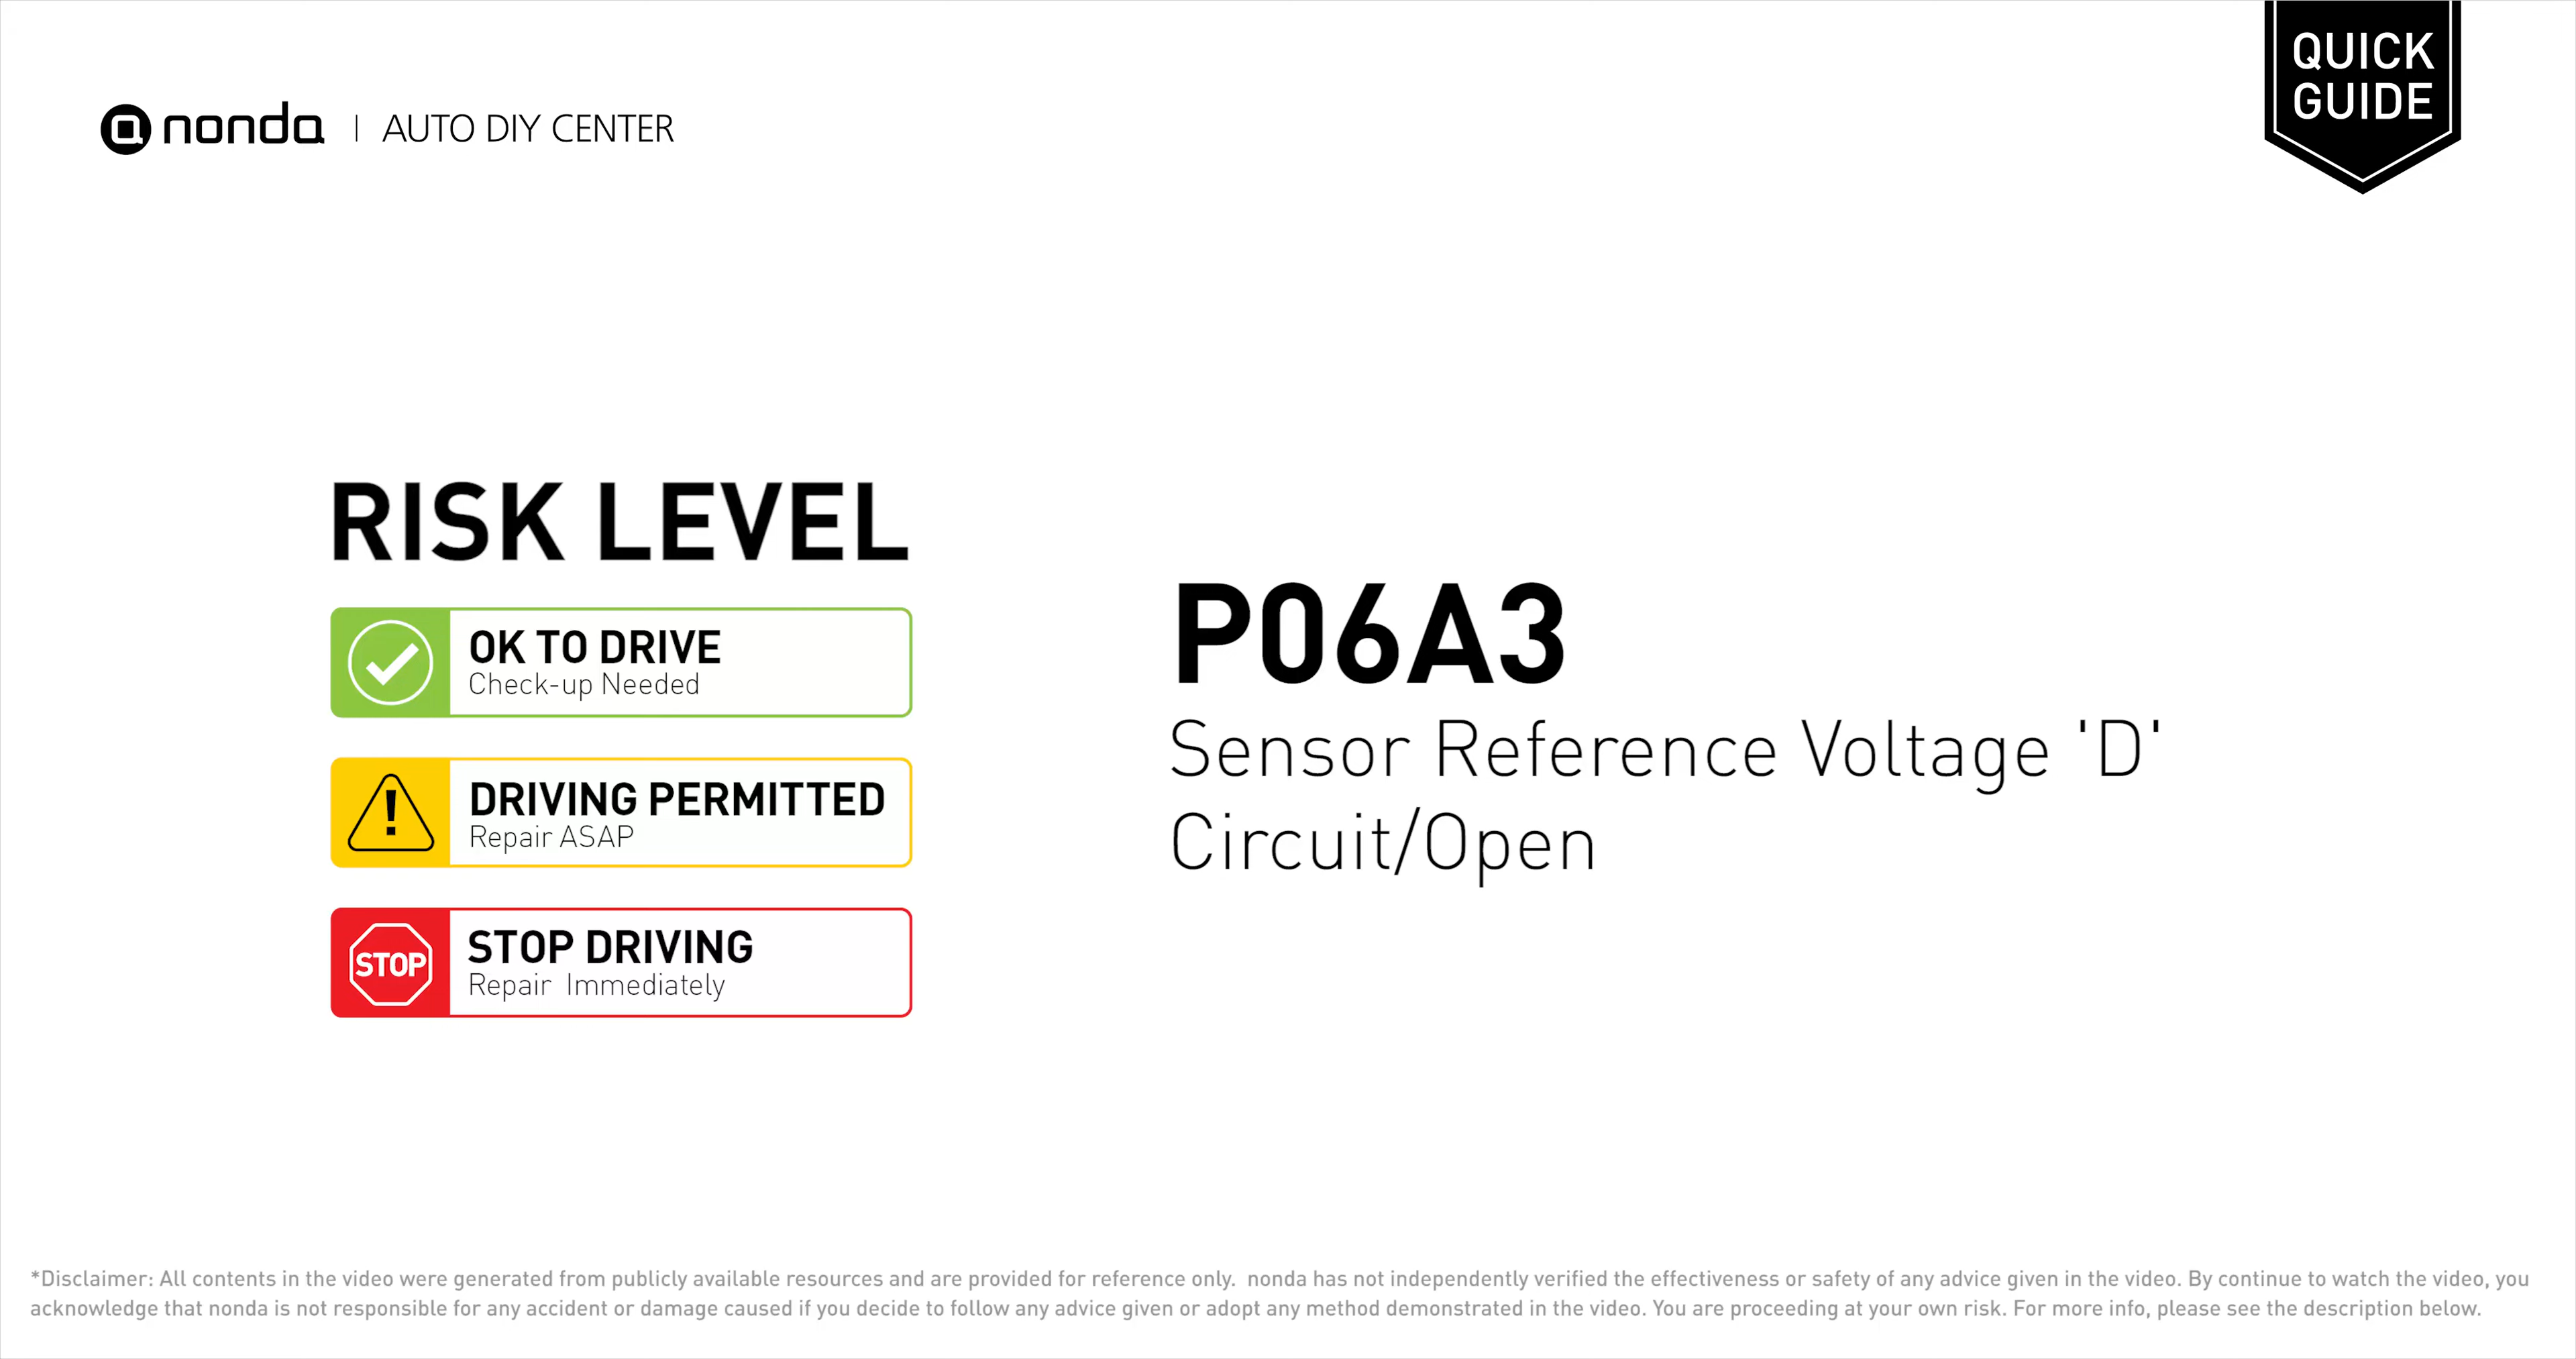 nonda | AUTO DIY CENTER
QUICK
GUIDE
RISK LEVEL
OK TO DRIVE
Check-up Needed
DRIVING PERMITTED
Repair ASAP
STOP
STOP DRIVING
Repair Immediately
P06A3
Sensor Reference Voltage 'D'
Circuit/Open
*Disclaimer: All contents in the video were generated from publicly available resources and are provided for reference only. nonda has not independently verified the effectiveness or safety of any advice given in the video. By continue to watch the video, you
acknowledge that nonda is not responsible for any accident or damage caused if you decide to follow any advice given or adopt any method demonstrated in the video. You are proceeding at your own risk. For more info, please see the description below.